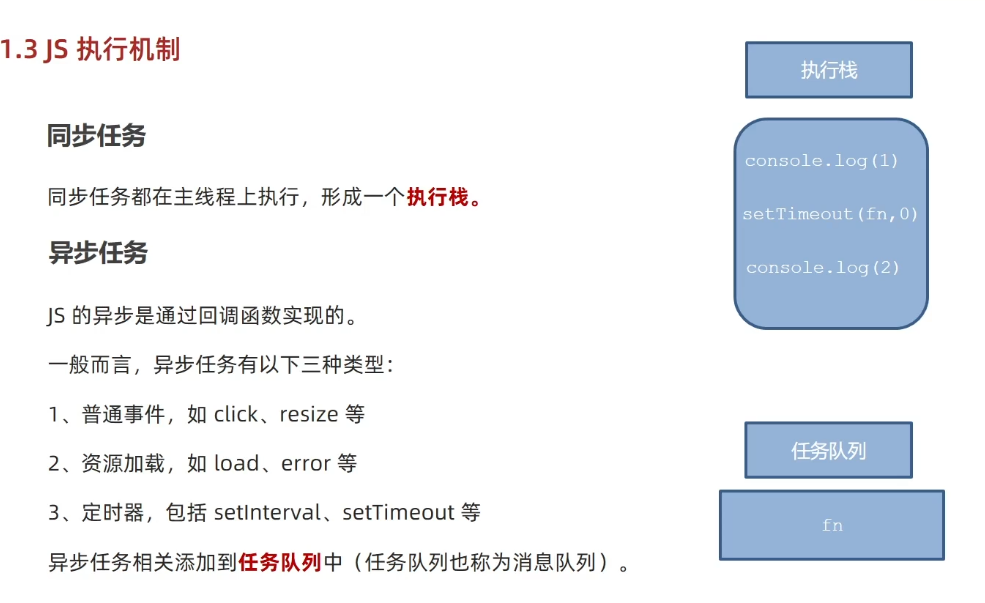 1.3 JS 执行机制
同步任务
同步任务都在主线程上执行，形成一个执行栈。
异步任务
JS 的异步是通过回调函数实现的。
一般而言，异步任务有以下三种类型：
1、普通事件，如 click、resize 等
2、资源加载，如 load、error 等
3、定时器，包括 setInterval、setTimeout 等
异步任务相关添加到任务队列中（任务队列也称为消息队列）。
执行栈
console.log(1)
setTimeout(fn,0)
console.log(2)
任务队列
fn